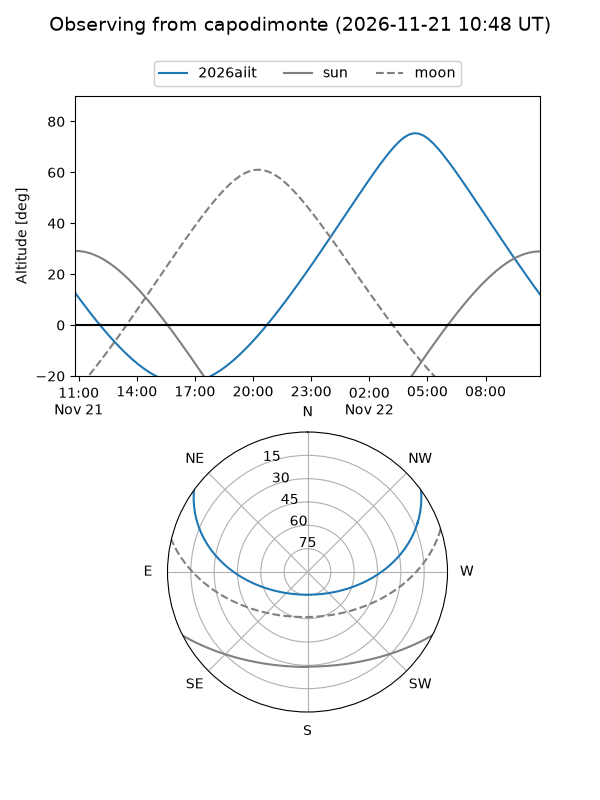 Observing from capodimonte (2026-11-21 10:48 UT)
2026aiit sun moon
80
60
40
20
0
−20
Altitude [deg]
11:00 14:00 17:00 20:00 23:00 02:00 05:00 08:00
Nov 21 Nov 22
N
NE NW
15
30
45
60
75
E W
SE SW
S